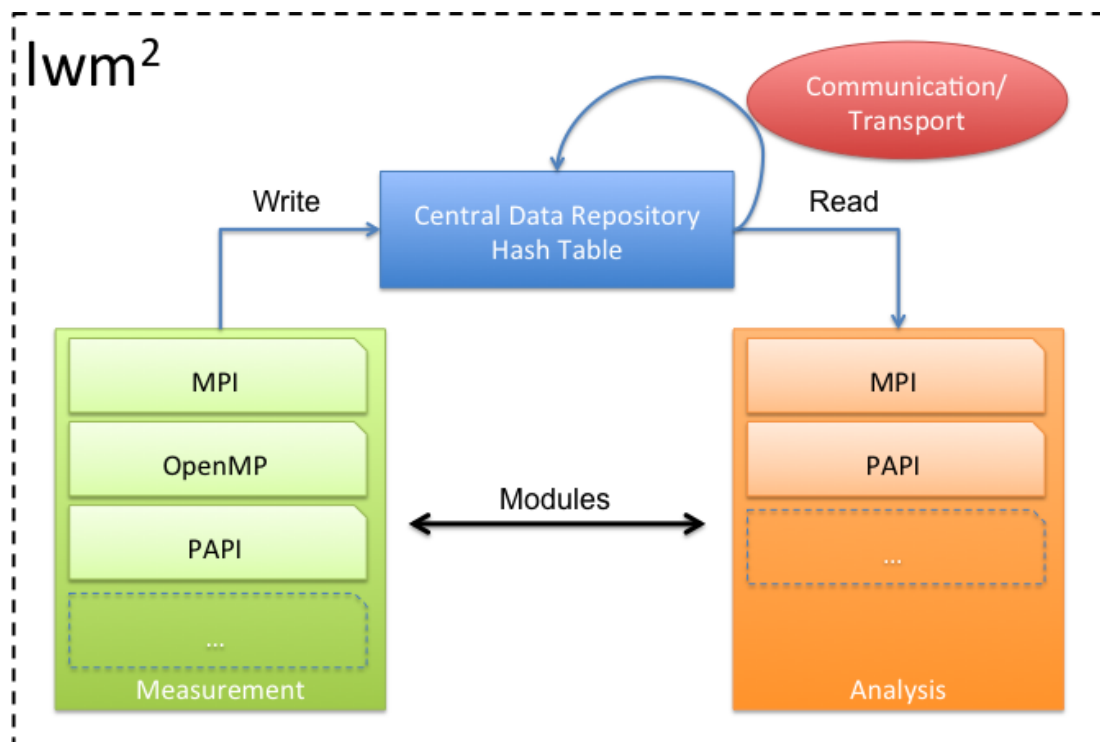 lwm²
Communication/
Transport
Write
Central Data Repository
Hash Table
Read
MPI
OpenMP
PAPI
...
Measurement
Modules
MPI
PAPI
...
Analysis